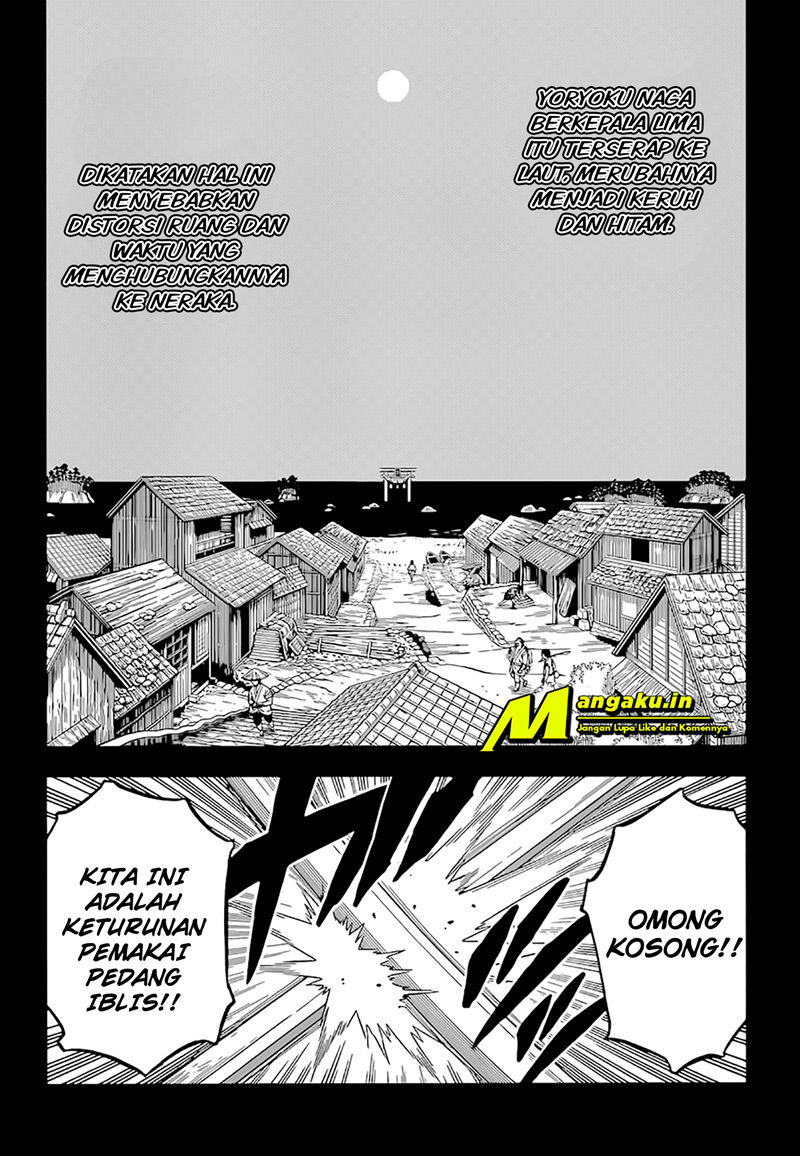 YORYOKU NAGA
BERKEPALA LIMA
ITU TERSERAP KE
LAUT, MERUBAHNYA
MENJADI KERUH
DAN HITAM.
DIKATAKAN HAL INI
MENYEBABKAN
DISTORSI RUANG DAN
WAKTU YANG
MENGHUBUNGKANNYA
KE NERAKA.
Mangaku.in
Jangan Lupa Like dan Komennya
OMONG
KOSONG!!
KITA INI
ADALAH
KETURUNAN
PEMAKAI
PEDANG
IBLIS!!